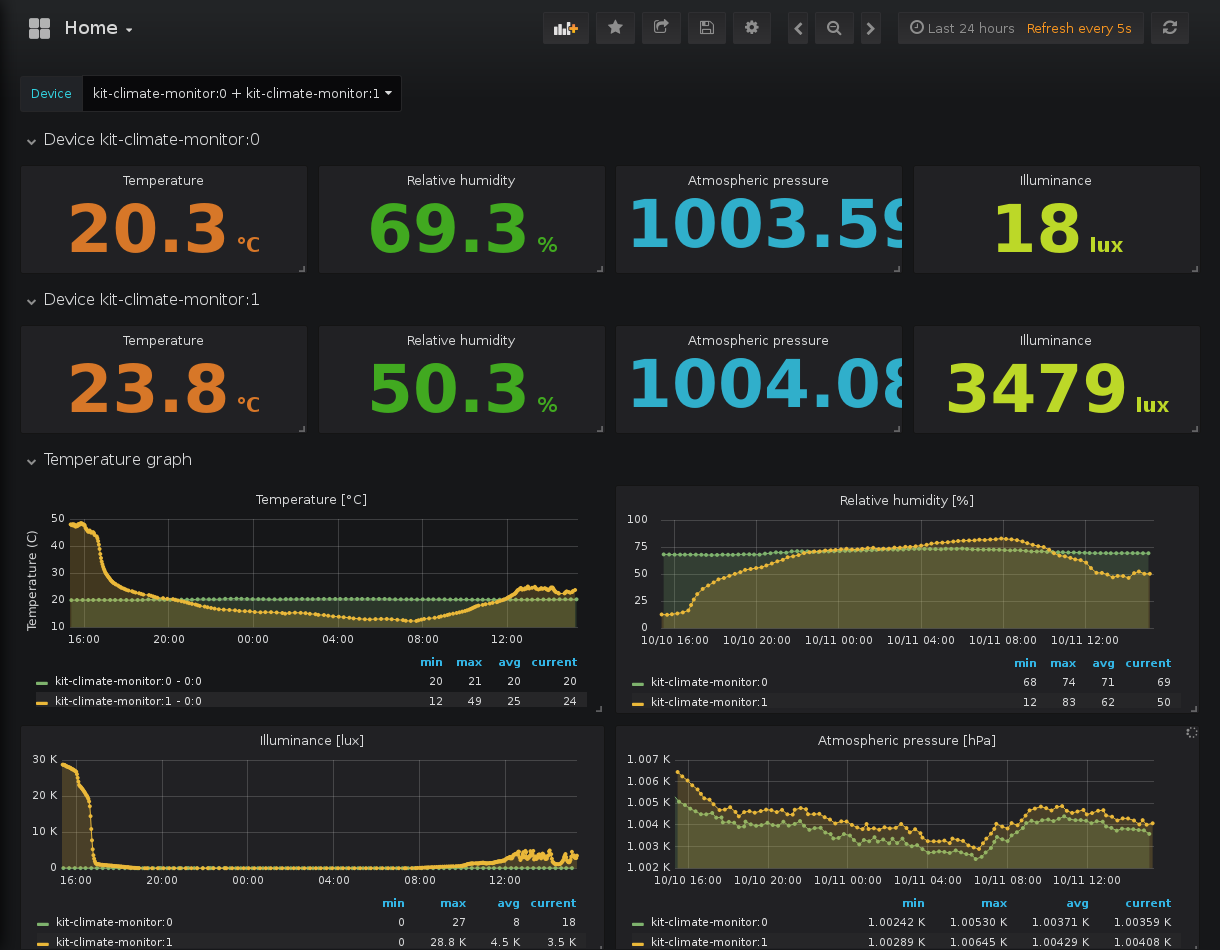 Home
Last 24 hours Refresh every 5s
Device kit-climate-monitor:0 + kit-climate-monitor:1
Device kit-climate-monitor:0
Temperature Relative humidity Atmospheric pressure Illuminance
20.3 °C 69.3 % 1003.59 18 lux
Device kit-climate-monitor:1
Temperature Relative humidity Atmospheric pressure Illuminance
23.8 °C 50.3 % 1004.08 3479 lux
Temperature graph
Temperature [°C]
Temperature (C)
50
40
30
20
10
16:00 20:00 00:00 04:00 08:00 12:00
min max avg current
kit-climate-monitor:0 - 0:0 20 21 20 20
kit-climate-monitor:1 - 0:0 12 49 25 24
Relative humidity [%]
100
75
50
25
0
10/10 16:00 10/10 20:00 10/11 00:00 10/11 04:00 10/11 08:00 10/11 12:00
min max avg current
kit-climate-monitor:0 68 74 71 69
kit-climate-monitor:1 12 83 62 50
Illuminance [lux]
30 K
20 K
10 K
0
16:00 20:00 00:00 04:00 08:00 12:00
min max avg current
kit-climate-monitor:0 0 27 8 18
kit-climate-monitor:1 0 28.8 K 4.5 K 3.5 K
Atmospheric pressure [hPa]
1.007 K
1.006 K
1.005 K
1.004 K
1.003 K
1.002 K
10/10 16:00 10/10 20:00 10/11 00:00 10/11 04:00 10/11 08:00 10/11 12:00
min max avg current
kit-climate-monitor:0 1.00242 K 1.00530 K 1.00371 K 1.00359 K
kit-climate-monitor:1 1.00289 K 1.00645 K 1.00429 K 1.00408 K